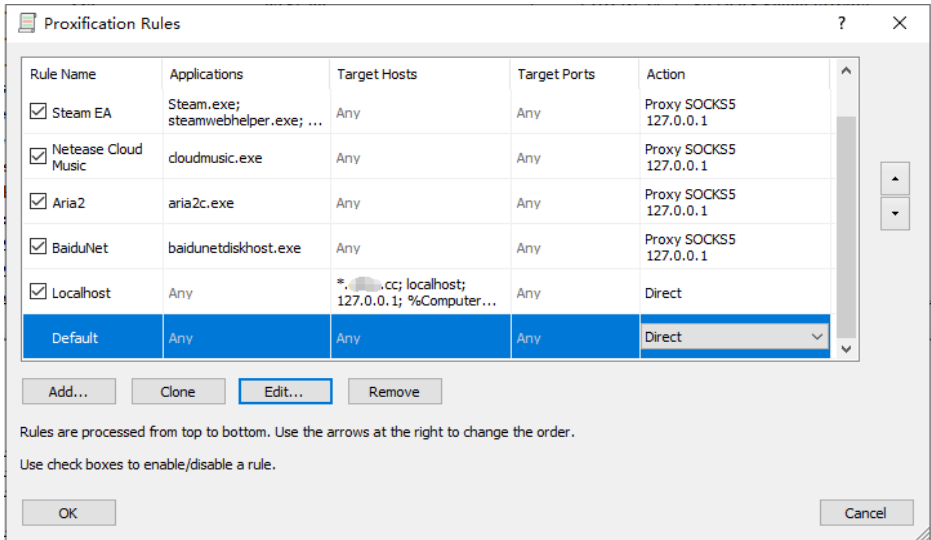 Proxification Rules
Rule Name Applications Target Hosts Target Ports Action
Steam EA Steam.exe; steamwebhelper.exe; ... Any Any Proxy SOCKS5 127.0.0.1
Netease Cloud Music cloudmusic.exe Any Any Proxy SOCKS5 127.0.0.1
Aria2 aria2c.exe Any Any Proxy SOCKS5 127.0.0.1
BaiduNet baidunetdiskhost.exe Any Any Proxy SOCKS5 127.0.0.1
Localhost Any *. .cc; localhost; 127.0.0.1; %Computer... Any Direct
Default Any Any Any Direct
Add... Clone Edit... Remove
Rules are processed from top to bottom. Use the arrows at the right to change the order.
Use check boxes to enable/disable a rule.
OK Cancel